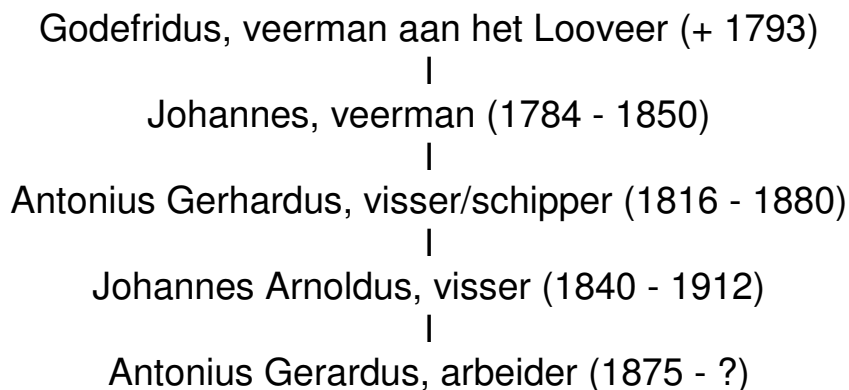 Godefridus, veerman aan het Looveer (+ 1793)
Johannes, veerman (1784 - 1850)
Antonius Gerhardus, visser/schipper (1816 - 1880)
Johannes Arnoldus, visser (1840 - 1912)
Antonius Gerardus, arbeider (1875 - ?)